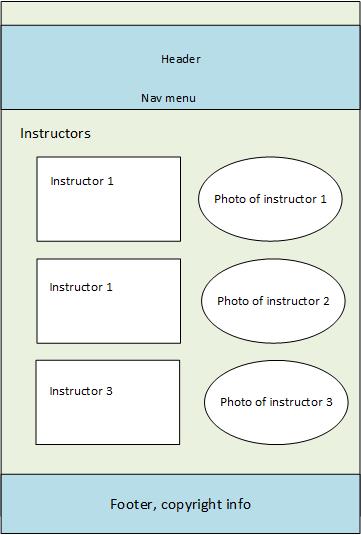 Header
Nav menu
Instructors
Instructor 1
Photo of instructor 1
Instructor 1
Photo of instructor 2
Instructor 3
Photo of instructor 3
Footer, copyright info